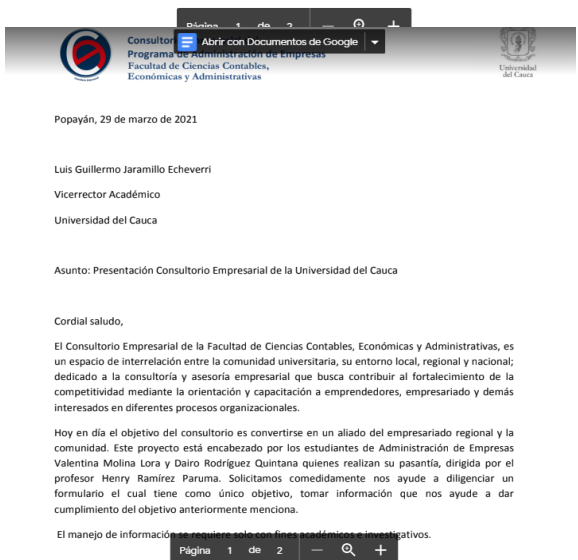 Página 1 de 2
Consultor
Abrir con Documentos de Google
Programa de Administración de Empresas
Facultad de Ciencias Contables,
Económicas y Administrativas
Universidad
del Cauca
Popayán, 29 de marzo de 2021
Luis Guillermo Jaramillo Echeverri
Vicerrector Académico
Universidad del Cauca
Asunto: Presentación Consultorio Empresarial de la Universidad del Cauca
Cordial saludo,
El Consultorio Empresarial de la Facultad de Ciencias Contables, Económicas y Administrativas, es
un espacio de interrelación entre la comunidad universitaria, su entorno local, regional y nacional;
dedicado a la consultoría y asesoría empresarial que busca contribuir al fortalecimiento de la
competitividad mediante la orientación y capacitación a emprendedores, empresariado y demás
interesados en diferentes procesos organizacionales.
Hoy en día el objetivo del consultorio es convertirse en un aliado del empresariado regional y la
comunidad. Este proyecto está encabezado por los estudiantes de Administración de Empresas
Valentina Molina Lora y Dairo Rodríguez Quintana quienes realizan su pasantía, dirigida por el
profesor Henry Ramírez Paruma. Solicitamos comedidamente nos ayude a diligenciar un
formulario el cual tiene como único objetivo, tomar información que nos ayude a dar
cumplimiento del objetivo anteriormente menciona.
El manejo de información se requiere solo con fines académicos e investigativos.
Página 1 de 2